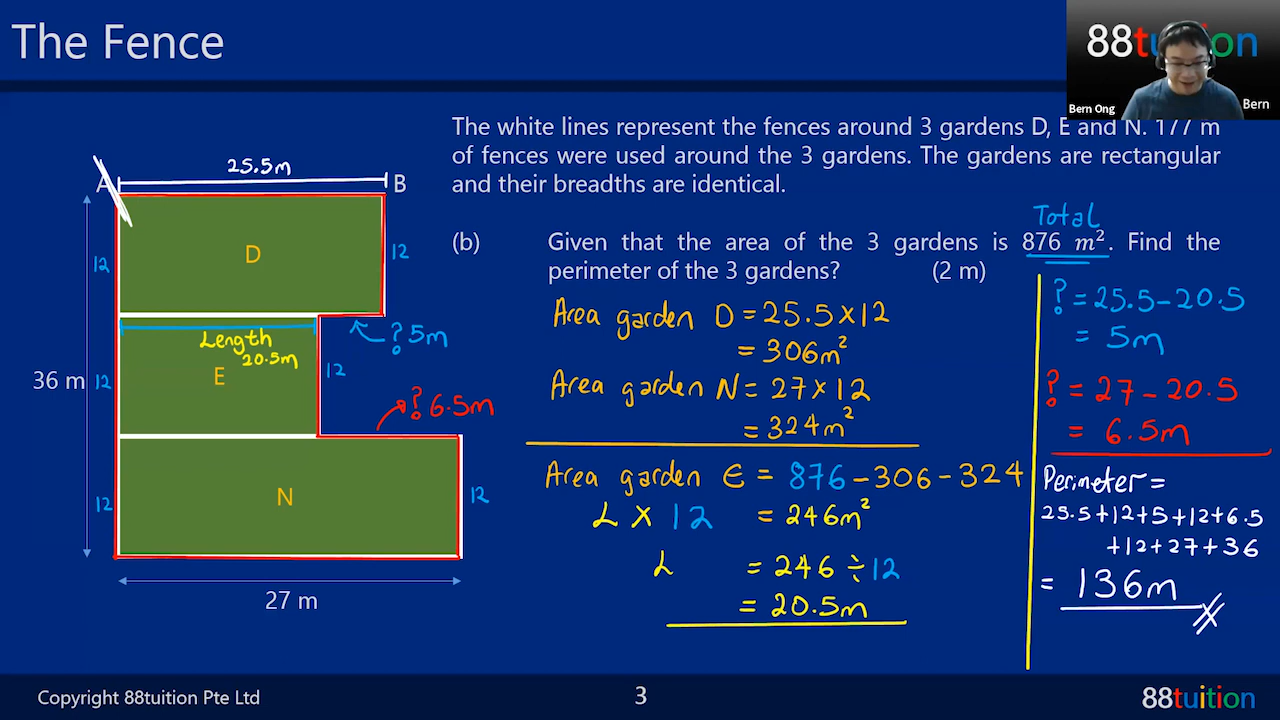 The Fence
88tuition
Bern Ong
Bern
The white lines represent the fences around 3 gardens D, E and N. 177 m
of fences were used around the 3 gardens. The gardens are rectangular
and their breadths are identical.
Total
(b) Given that the area of the 3 gardens is 876 m². Find the
perimeter of the 3 gardens? (2 m)
25.5m
A B
D
12 12
Length
20.5m
? 5m
E
36 m 12 12
? 6.5m
N
12 12
27 m
Area garden D = 25.5 × 12
= 306m²
Area garden N = 27 × 12
= 324m²
Area garden E = 876 - 306 - 324
L × 12 = 246m²
L = 246 ÷ 12
= 20.5m
? = 25.5 - 20.5
= 5m
? = 27 - 20.5
= 6.5m
Perimeter =
25.5+12+5+12+6.5
+12+27+36
= 136m
Copyright 88tuition Pte Ltd
3
88tuition